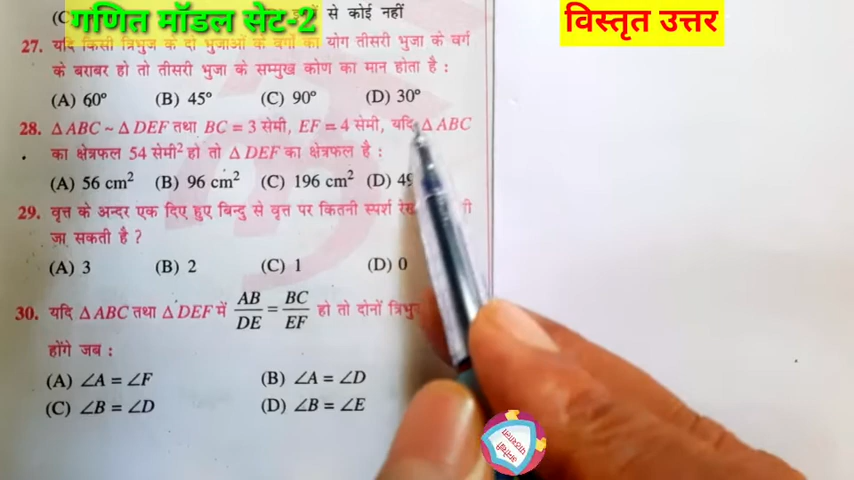 गणित मॉडल सेट-2
विस्तृत उत्तर
(C) से कोई नहीं
27. यदि किसी त्रिभुज के दो भुजाओं के वर्गों का योग तीसरी भुजा के वर्ग
के बराबर हो तो तीसरी भुजा के सम्मुख कोण का मान होता है :
(A) 60° (B) 45° (C) 90° (D) 30°
28. Δ ABC ~ Δ DEF तथा BC = 3 सेमी, EF = 4 सेमी, यदि Δ ABC
का क्षेत्रफल 54 सेमी² हो तो Δ DEF का क्षेत्रफल है :
(A) 56 cm² (B) 96 cm² (C) 196 cm² (D)
29. वृत्त के अन्दर एक दिए हुए बिन्दु से वृत्त पर कितनी स्पर्श
जा सकती है ?
(A) 3 (B) 2 (C) 1 (D) 0
30. यदि Δ ABC तथा Δ DEF में AB/DE = BC/EF हो तो दोनों
होंगे जब :
(A) ∠A = ∠F (B) ∠A = ∠D
(C) ∠B = ∠D (D) ∠B = ∠E